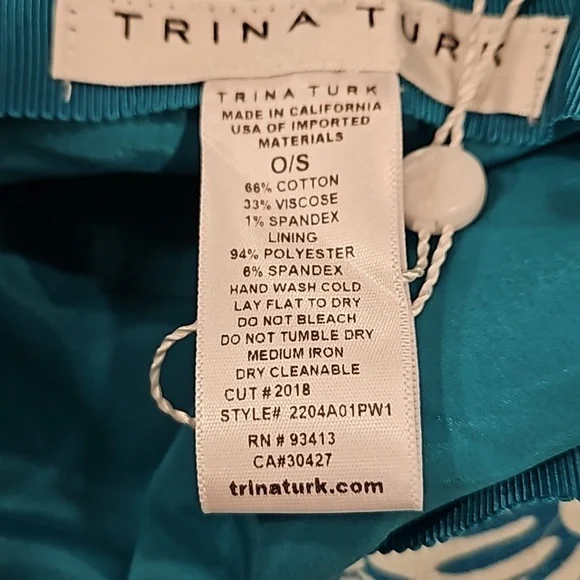 TRINA TURK
TRINA TURK
MADE IN CALIFORNIA
USA OF IMPORTED
MATERIALS
O/S
66% COTTON
33% VISCOSE
1% SPANDEX
LINING
94% POLYESTER
6% SPANDEX
HAND WASH COLD
LAY FLAT TO DRY
DO NOT BLEACH
DO NOT TUMBLE DRY
MEDIUM IRON
DRY CLEANABLE
CUT # 2018
STYLE# 2204A01PW1
RN # 93413
CA#30427
trinaturk.com